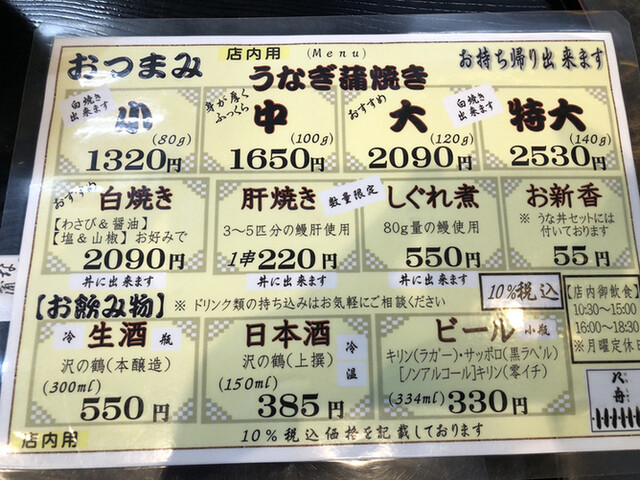 おつまみ 店内用 (Menu) お持ち帰り出来ます
うなぎ蒲焼き
白焼き出来ます 小 (80g) 1320円
身が厚くふっくら 中 (100g) 1650円
おすすめ 大 (120g) 2090円
白焼き出来ます 特大 (140g) 2530円
おすすめ 白焼き
【わさび&醤油】
【塩&山椒】お好みで
2090円
丼に出来ます
肝焼き 数量限定
3～5匹分の鰻肝使用
1串220円
丼に出来ます
しぐれ煮
80g量の鰻使用
550円
丼に出来ます
お新香
※うな丼セットには
付いております
55円
【お飲み物】 ※ドリンク類の持ち込みはお気軽にご相談ください
10%税込
冷 生酒 瓶
沢の鶴(本醸造)
(300ml)
550円
日本酒 冷 温
沢の鶴(上撰)
(150ml)
385円
ビール 小瓶
キリン(ラガー)・サッポロ(黒ラベル)
[ノンアルコール]キリン(零イチ)
(334ml) 330円
【店内御飲食】
10:30～15:00
16:00～18:30
※月曜定休日
八舟
店内用
10%税込価格を記載しております